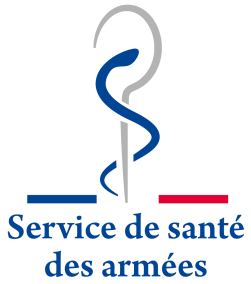 Service de santé
des armées